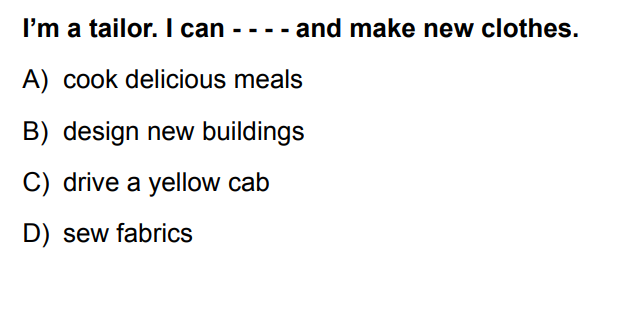 I’m a tailor. I can - - - - and make new clothes.
A) cook delicious meals
B) design new buildings
C) drive a yellow cab
D) sew fabrics